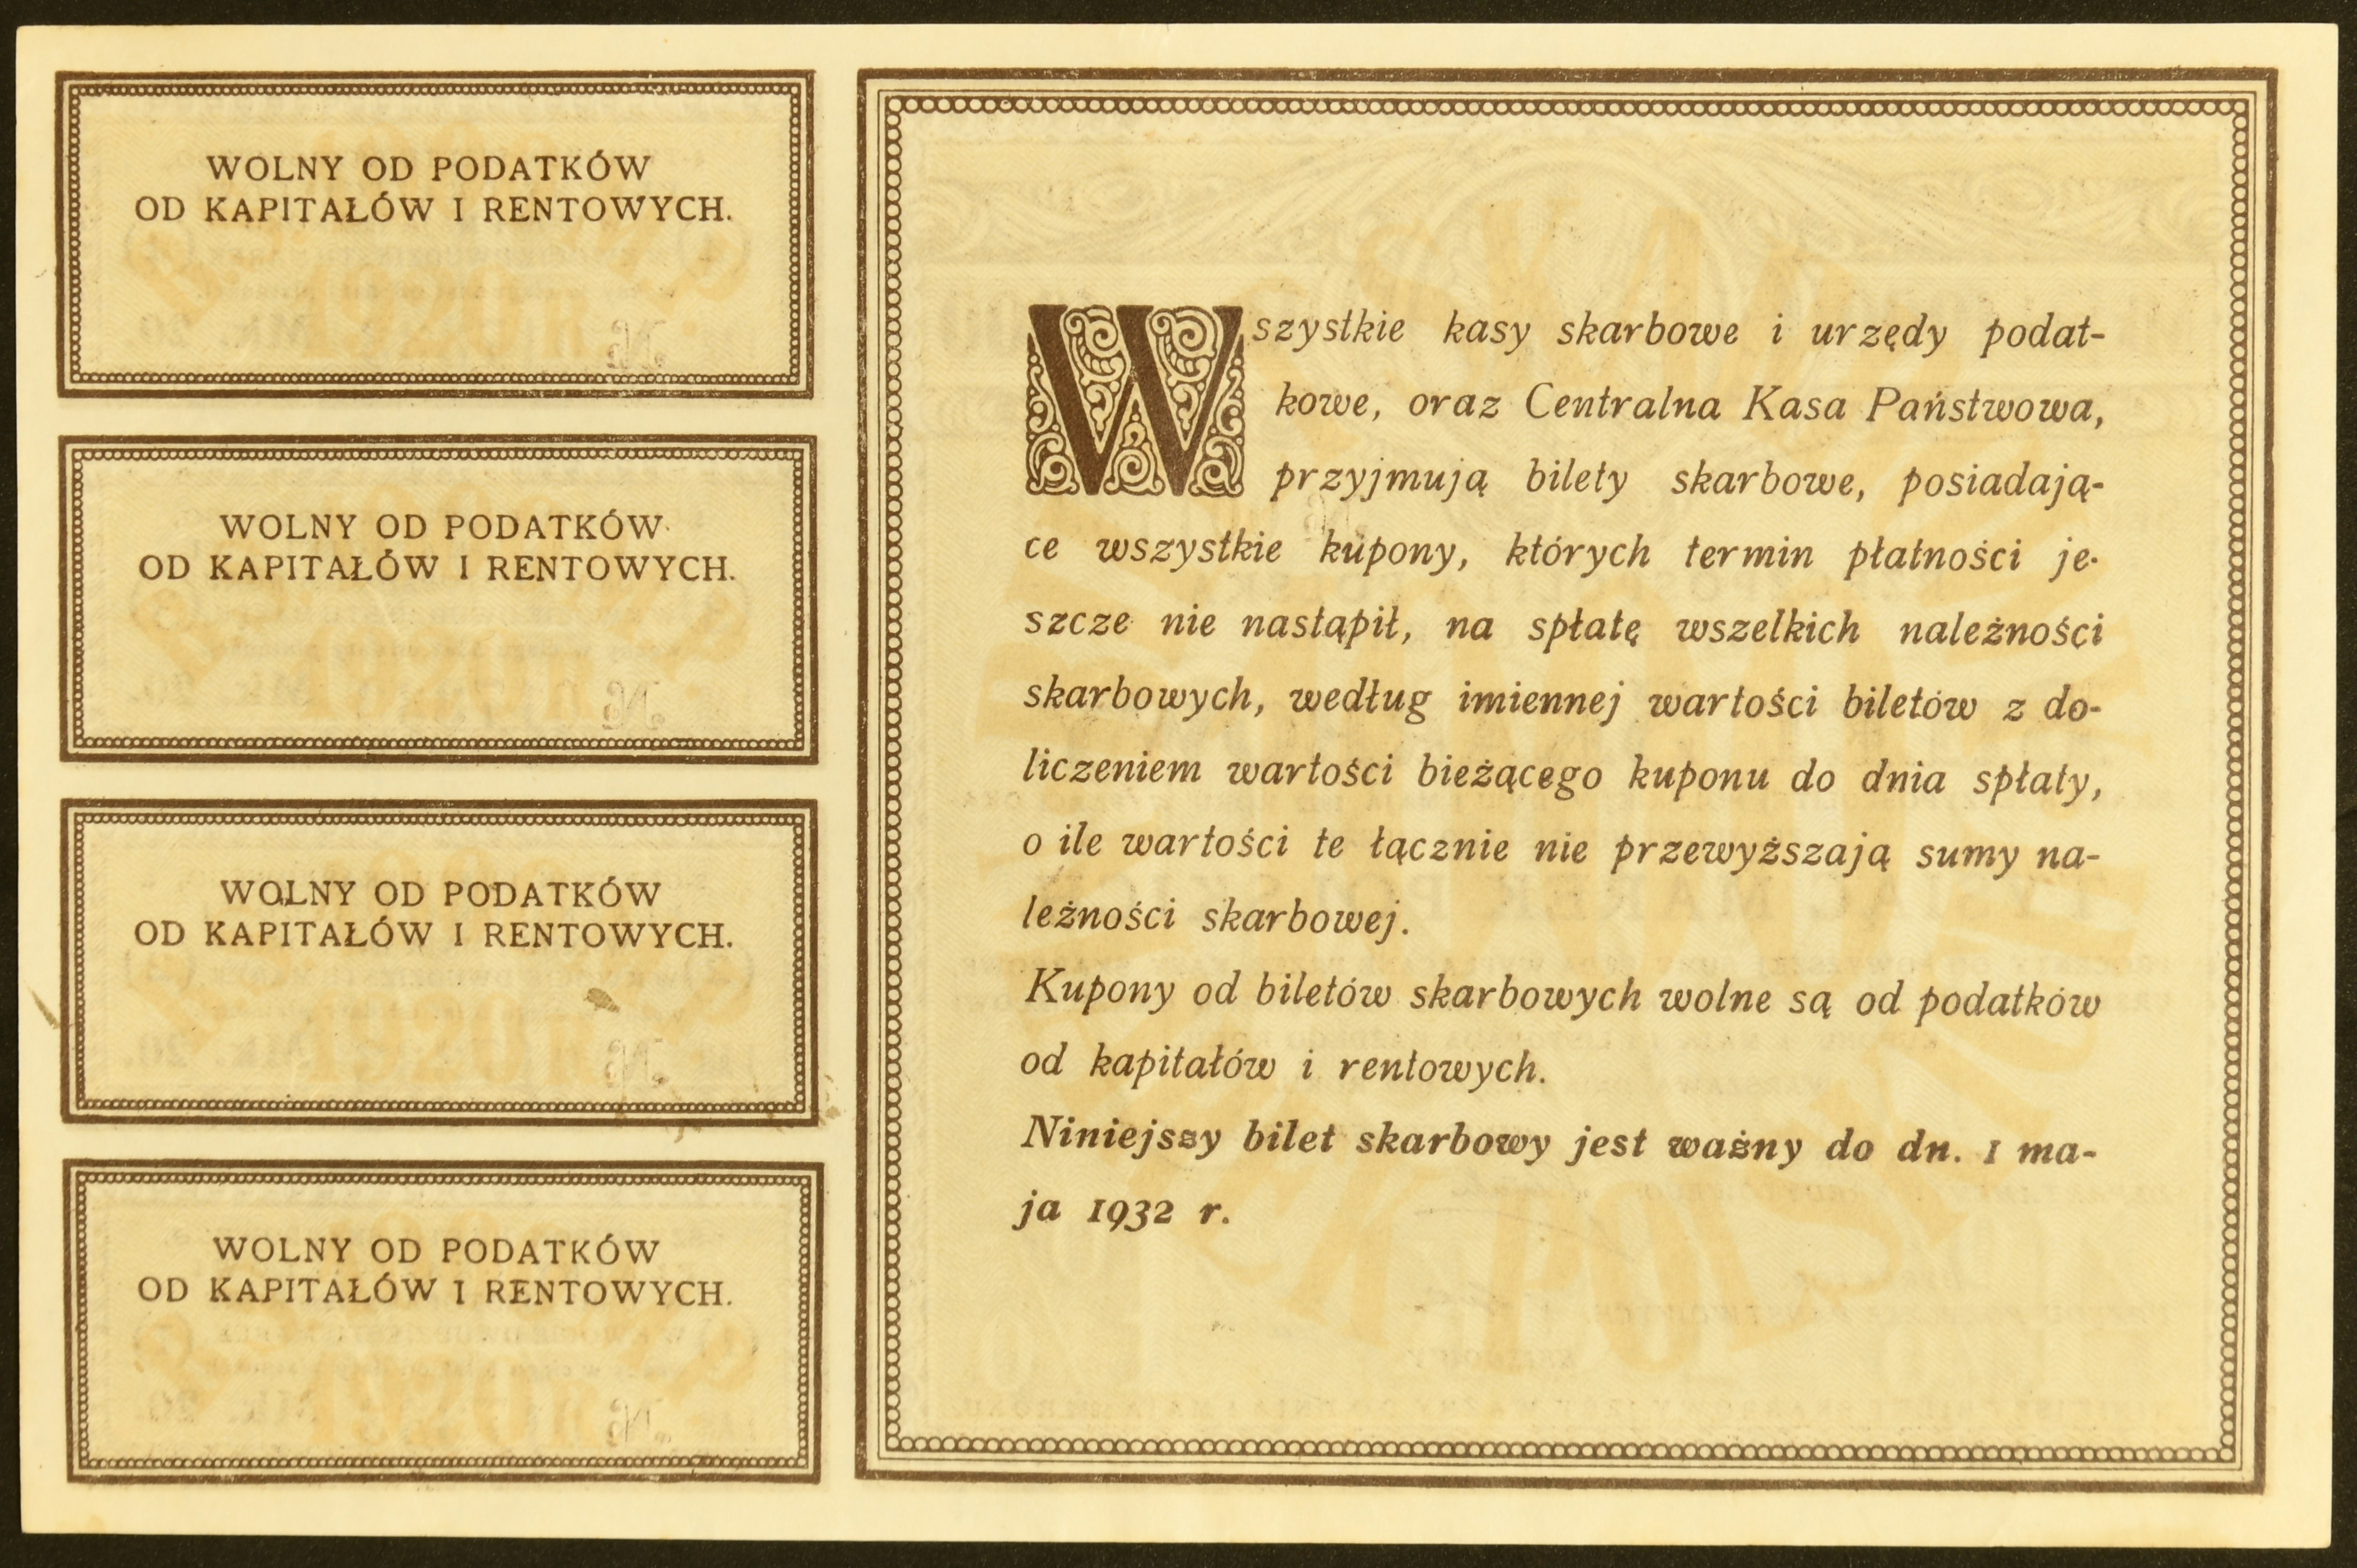 WOLNY OD PODATKÓW
OD KAPITAŁÓW I RENTOWYCH.
WOLNY OD PODATKÓW
OD KAPITAŁÓW I RENTOWYCH.
WOLNY OD PODATKÓW
OD KAPITAŁÓW I RENTOWYCH.
WOLNY OD PODATKÓW
OD KAPITAŁÓW I RENTOWYCH.
Wszystkie kasy skarbowe i urzędy podat-
kowe, oraz Centralna Kasa Państwowa,
przyjmują bilety skarbowe, posiadają-
ce wszystkie kupony, których termin płatności je-
szcze nie nastąpił, na spłatę wszelkich należności
skarbowych, według imiennej wartości biletów z do-
liczeniem wartości bieżącego kuponu do dnia spłaty,
o ile wartości te łącznie nie przewyższają sumy na-
leżności skarbowej.
Kupony od biletów skarbowych wolne są od podatków
od kapitałów i rentowych.
Niniejszy bilet skarbowy jest ważny do dn. 1 ma-
ja 1932 r.